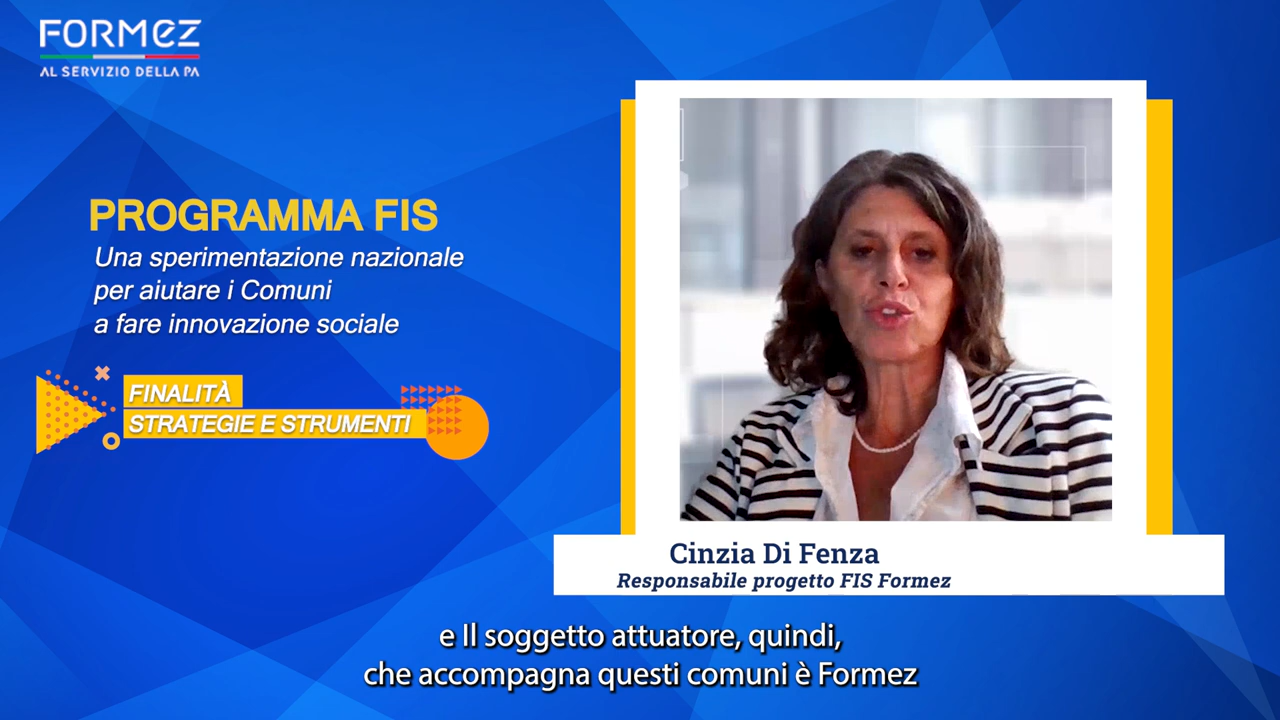 FORMEZ
AL SERVIZIO DELLA PA
PROGRAMMA FIS
Una sperimentazione nazionale
per aiutare i Comuni
a fare innovazione sociale
FINALITÀ
STRATEGIE E STRUMENTI
Cinzia Di Fenza
Responsabile progetto FIS Formez
e Il soggetto attuatore, quindi,
che accompagna questi comuni è Formez